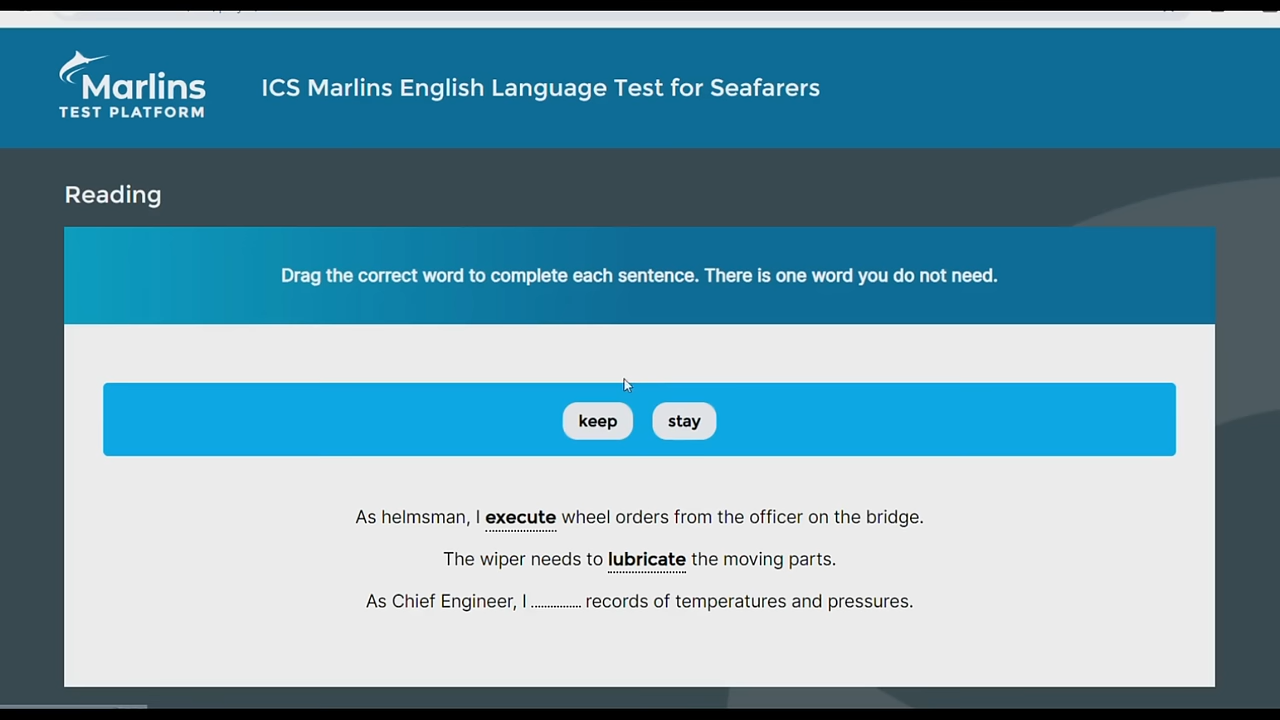 Marlins
TEST PLATFORM
ICS Marlins English Language Test for Seafarers
Reading
Drag the correct word to complete each sentence. There is one word you do not need.
keep stay
As helmsman, I execute wheel orders from the officer on the bridge.
The wiper needs to lubricate the moving parts.
As Chief Engineer, I ............... records of temperatures and pressures.